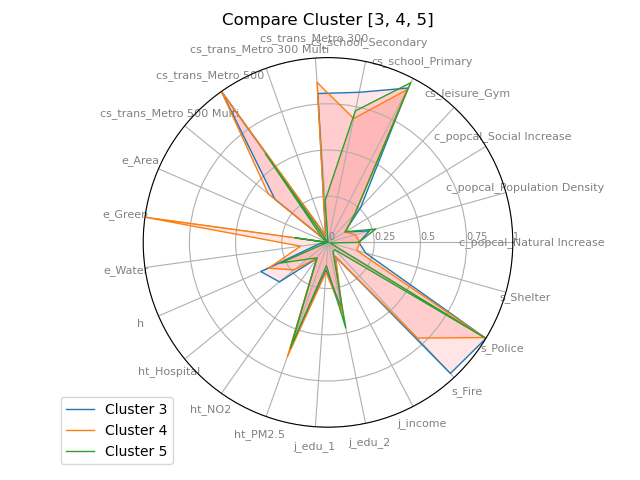 Compare Cluster [3, 4, 5]
cs_trans_Metro 300
cs_school_Secondary
cs_trans_Metro 300 Multi
cs_school_Primary
cs_trans_Metro 500
cs_leisure_Gym
cs_trans_Metro 500 Multi
c_popcal_Social Increase
e_Area
c_popcal_Population Density
e_Green
0 0.25 0.5 0.75 1
c_popcal_Natural Increase
e_Water
s_Shelter
h
s_Police
ht_Hospital
s_Fire
ht_NO2
j_income
ht_PM2.5
j_edu_2
j_edu_1
Cluster 3
Cluster 4
Cluster 5